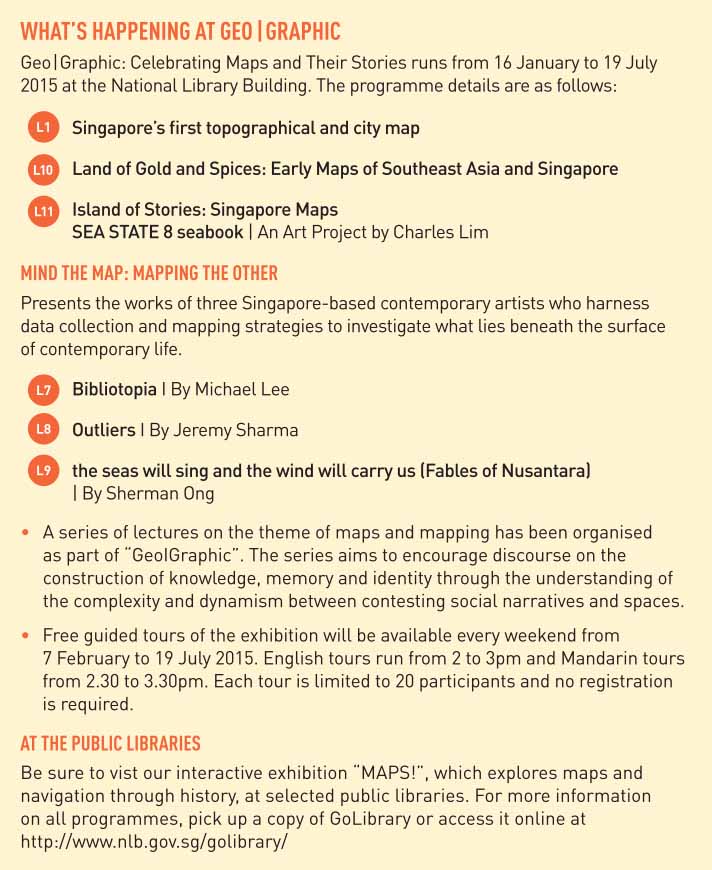 WHAT'S HAPPENING AT GEO|GRAPHIC
Geo|Graphic: Celebrating Maps and Their Stories runs from 16 January to 19 July
2015 at the National Library Building. The programme details are as follows:
L1 Singapore's first topographical and city map
L10 Land of Gold and Spices: Early Maps of Southeast Asia and Singapore
L11 Island of Stories: Singapore Maps
SEA STATE 8 seabook | An Art Project by Charles Lim
MIND THE MAP: MAPPING THE OTHER
Presents the works of three Singapore-based contemporary artists who harness
data collection and mapping strategies to investigate what lies beneath the surface
of contemporary life.
L7 Bibliotopia I By Michael Lee
L8 Outliers I By Jeremy Sharma
L9 the seas will sing and the wind will carry us (Fables of Nusantara)
| By Sherman Ong
• A series of lectures on the theme of maps and mapping has been organised
as part of "GeoIGraphic". The series aims to encourage discourse on the
construction of knowledge, memory and identity through the understanding of
the complexity and dynamism between contesting social narratives and spaces.
• Free guided tours of the exhibition will be available every weekend from
7 February to 19 July 2015. English tours run from 2 to 3pm and Mandarin tours
from 2.30 to 3.30pm. Each tour is limited to 20 participants and no registration
is required.
AT THE PUBLIC LIBRARIES
Be sure to vist our interactive exhibition "MAPS!", which explores maps and
navigation through history, at selected public libraries. For more information
on all programmes, pick up a copy of GoLibrary or access it online at
http://www.nlb.gov.sg/golibrary/